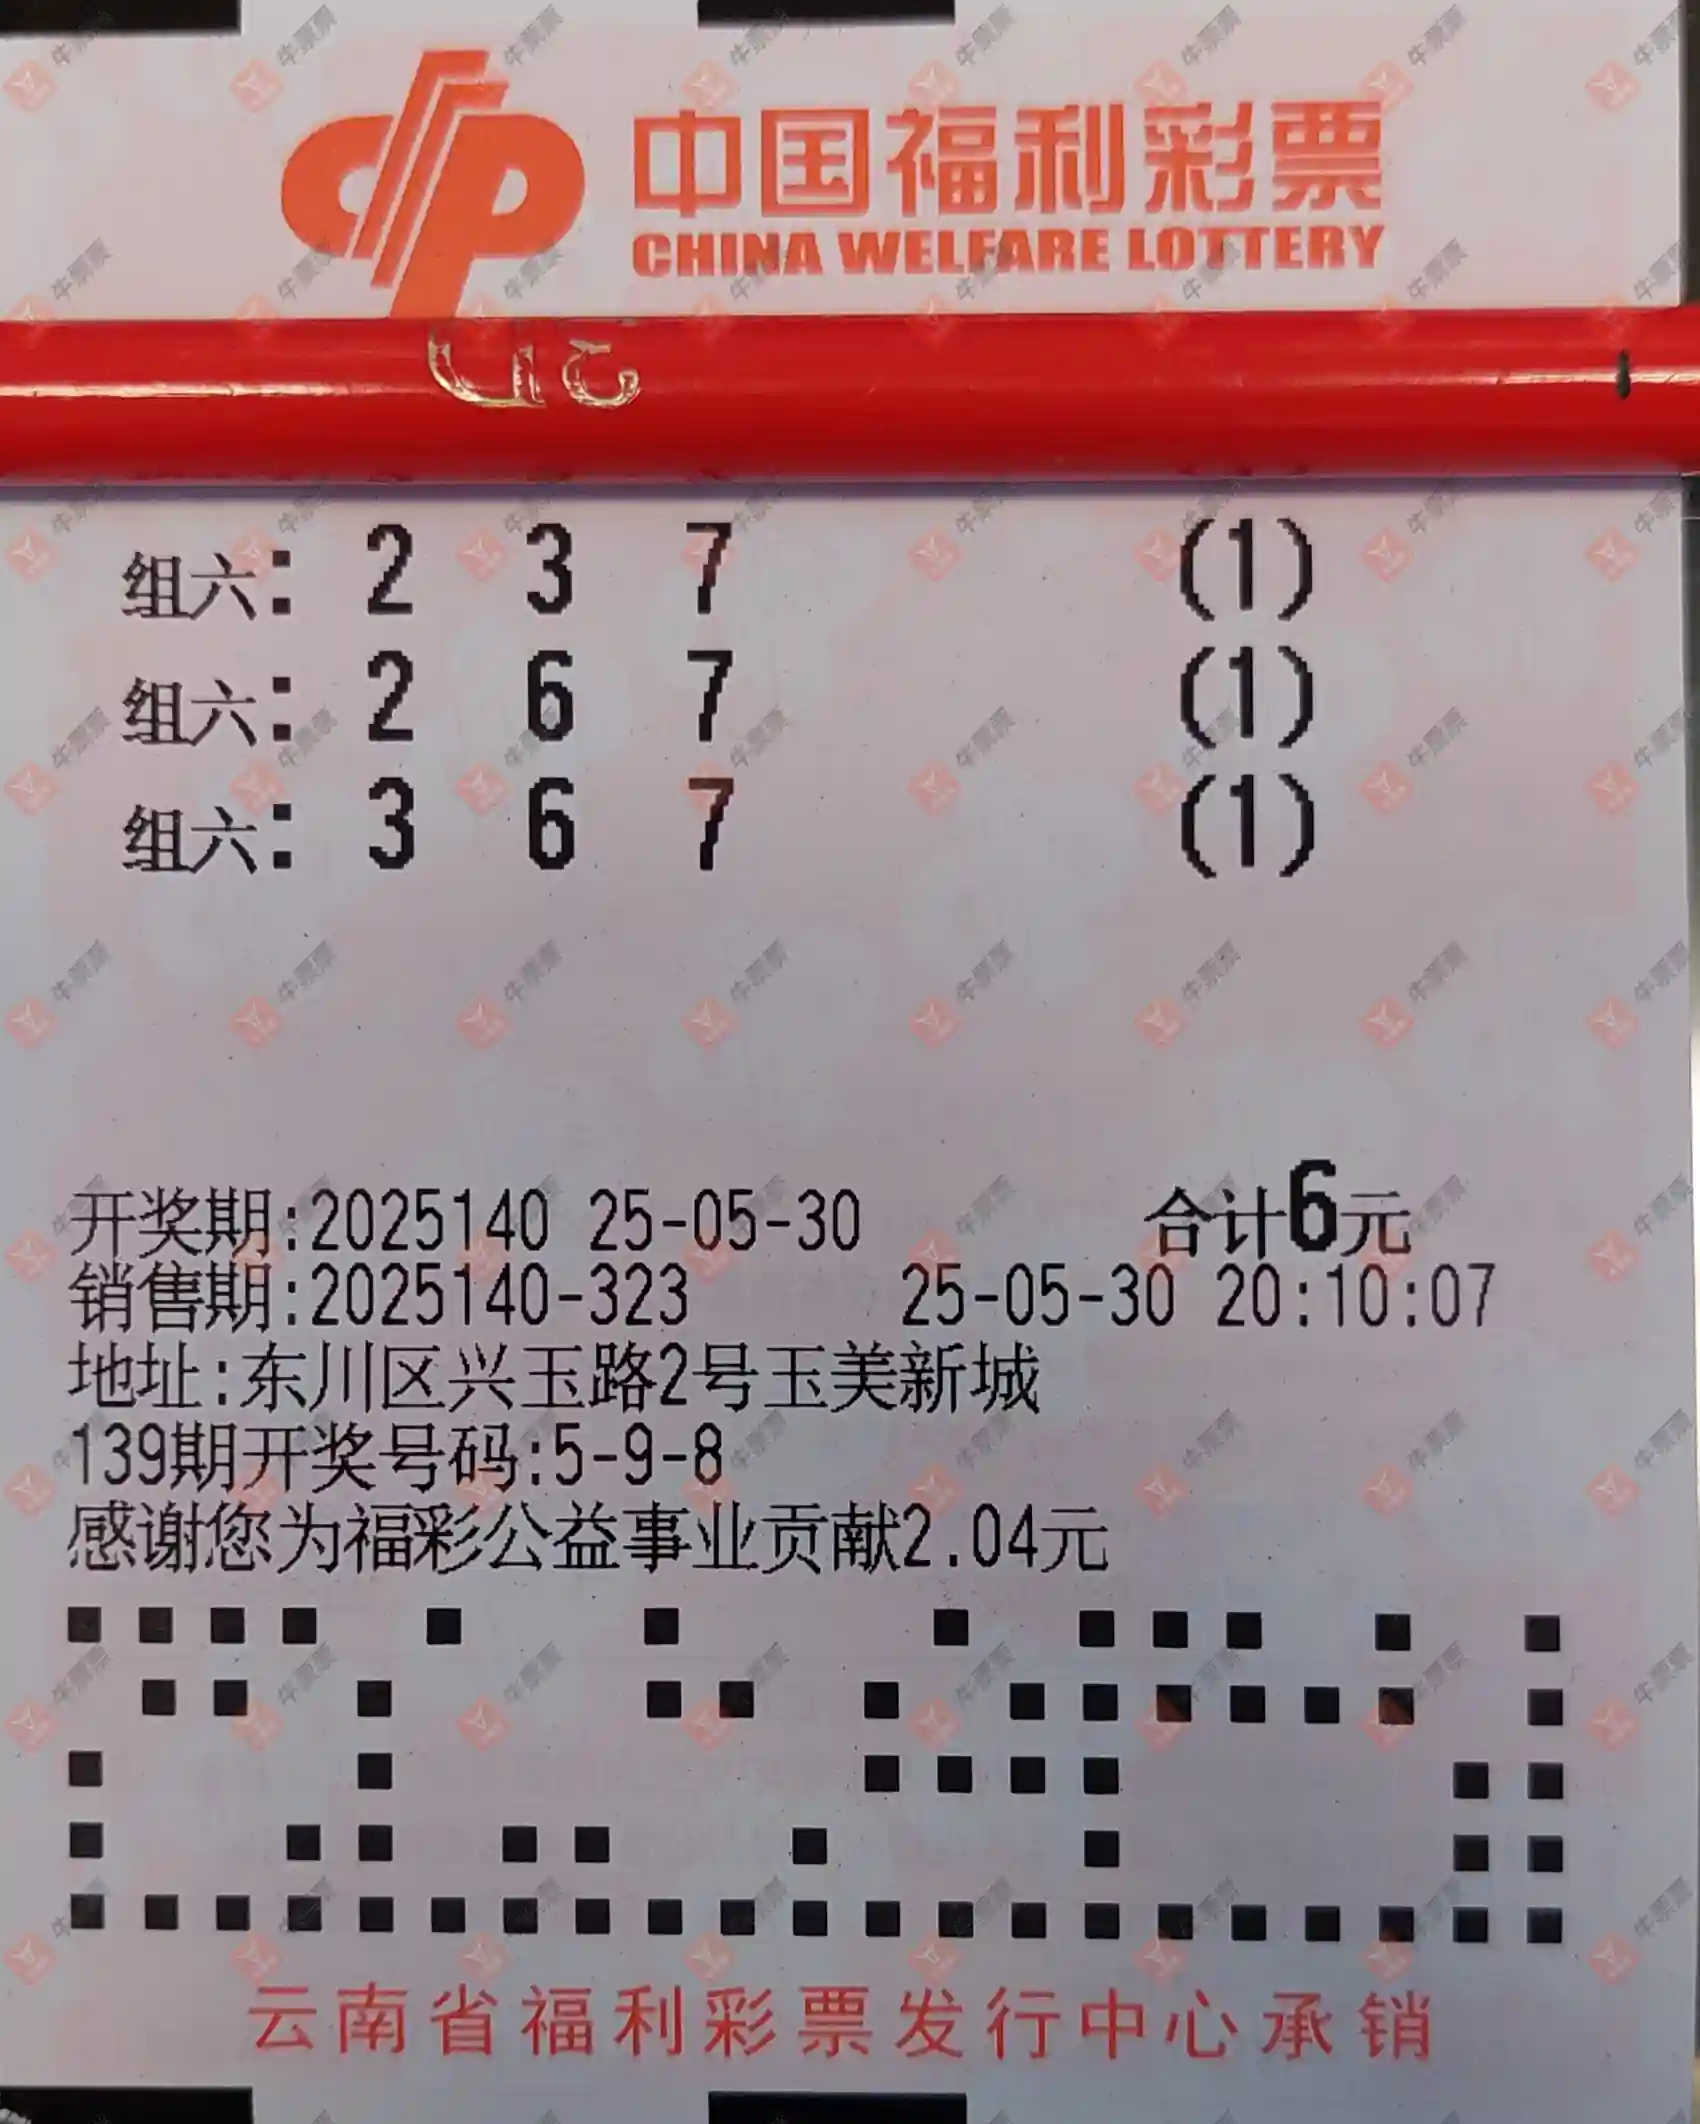 中国福利彩票
CHINA WELFARE LOTTERY
组六: 2 3 7 (1)
组六: 2 6 7 (1)
组六: 3 6 7 (1)
开奖期:2025140 25-05-30 合计6元
销售期:2025140-323 25-05-30 20:10:07
地址:东川区兴玉路2号玉美新城
139期开奖号码:5-9-8
感谢您为福彩公益事业贡献2.04元
云南省福利彩票发行中心承销
牛票票